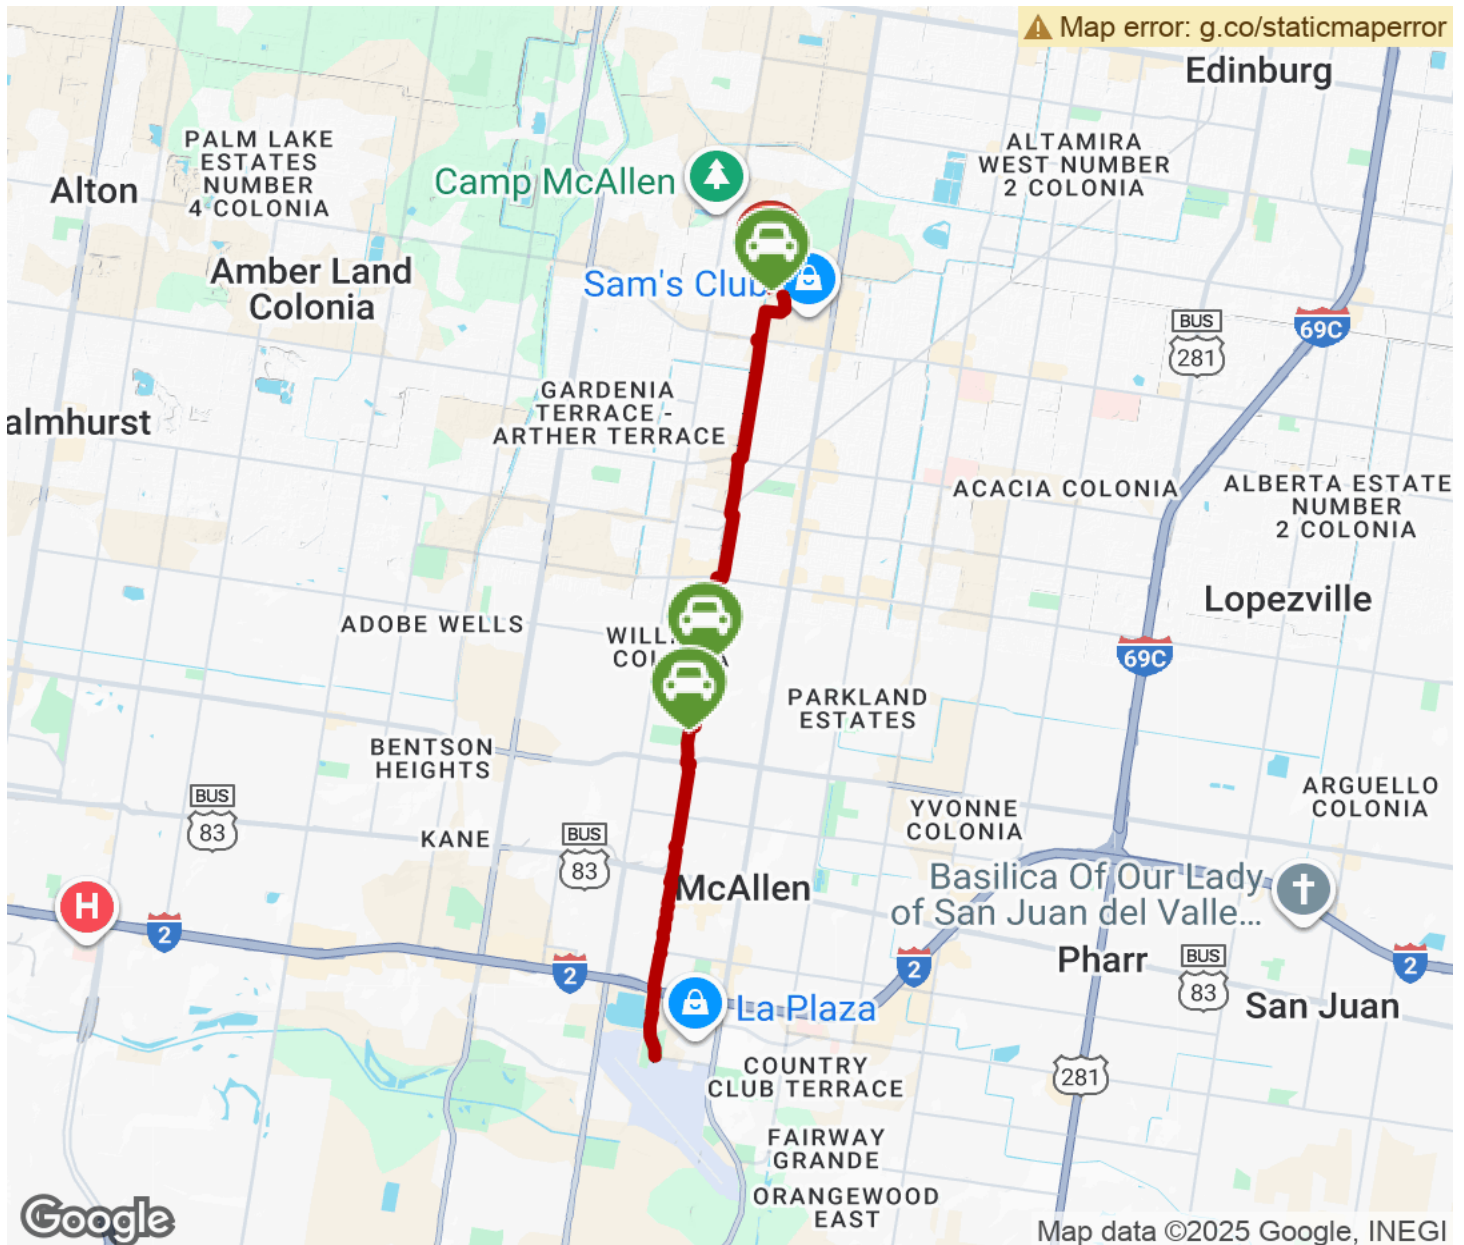 Map error: g.co/staticmaperror
Edinburg
PALM LAKE
ESTATES
NUMBER
4 COLONIA
ALTAMIRA
WEST NUMBER
2 COLONIA
Alton
Camp McAllen
Amber Land
Colonia
Sam's Club
BUS
281
69C
GARDENIA
TERRACE -
ARTHER TERRACE
almhurst
ACACIA COLONIA
ALBERTA ESTATE
NUMBER
2 COLONIA
Lopezville
ADOBE WELLS
69C
PARKLAND
ESTATES
BENTSON
HEIGHTS
BUS
83
ARGUELLO
COLONIA
YVONNE
COLONIA
KANE
BUS
83
McAllen
Basilica Of Our Lady
of San Juan del Valle...
H
2
2
2
Pharr
BUS
83
2
San Juan
La Plaza
COUNTRY
CLUB TERRACE
281
FAIRWAY
GRANDE
ORANGEWOOD
EAST
Google
Map data ©2025 Google, INEGI